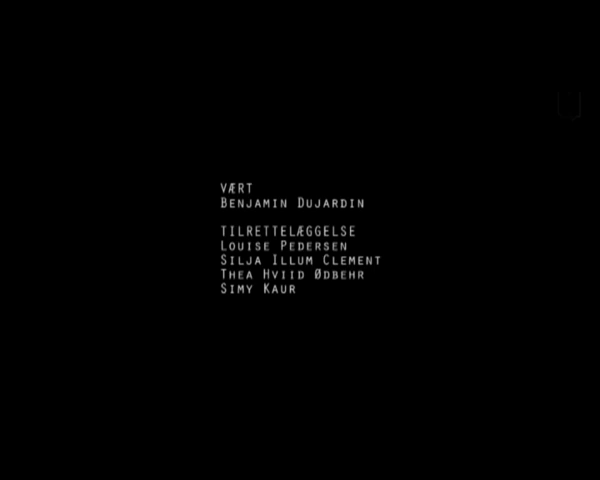 VÆRT
BENJAMIN DUJARDIN
TILRETTELÆGGELSE
LOUISE PEDERSEN
SILJA ILLUM CLEMENT
THEA HVIID ØDBEHR
SIMY KAUR